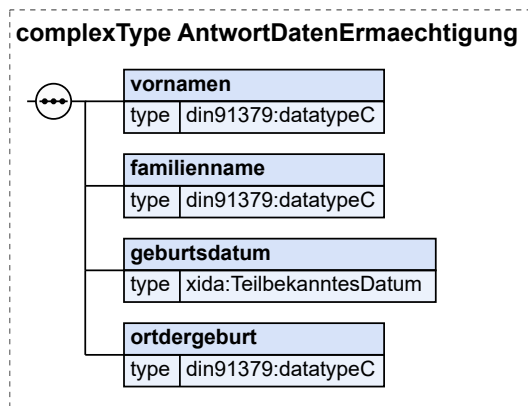 complexType AntwortDatenErmaechtigung
vornamen
type din91379:datatypeC
familienname
type din91379:datatypeC
geburtsdatum
type xida:TeilbekanntesDatum
ortdergeburt
type din91379:datatypeC